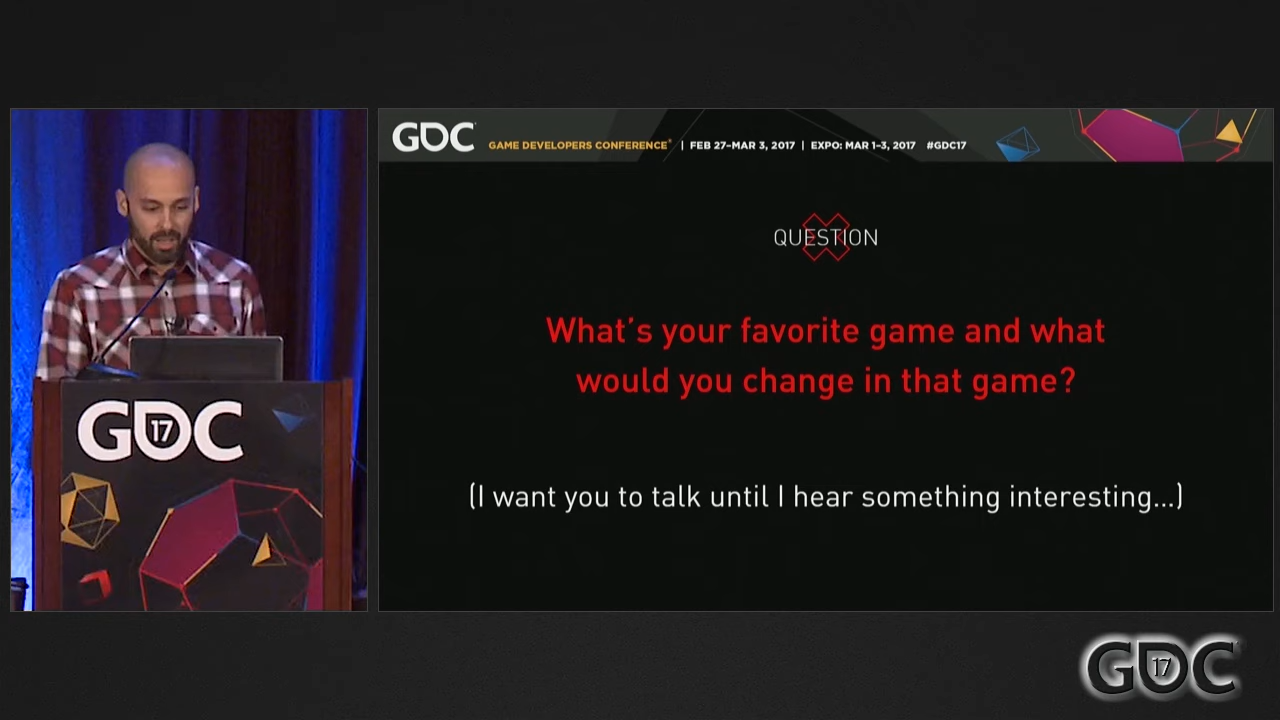 GDC
17
GDC
GAME DEVELOPERS CONFERENCE® | FEB 27–MAR 3, 2017 | EXPO: MAR 1–3, 2017 #GDC17
QUESTION
What's your favorite game and what
would you change in that game?
(I want you to talk until I hear something interesting...)
GDC
17